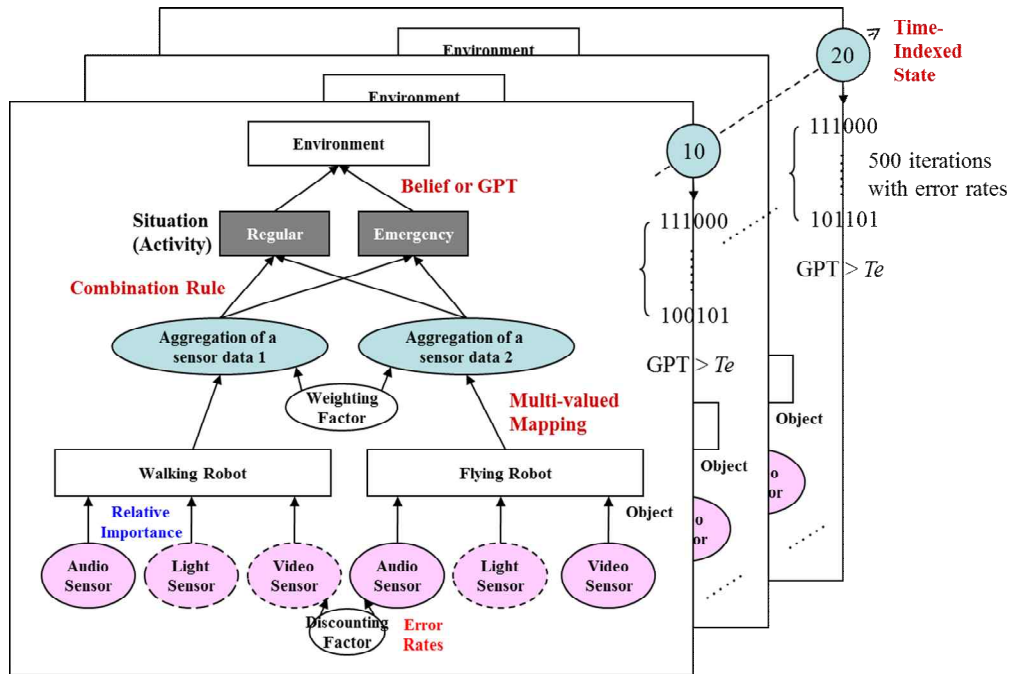 Time-
Indexed
State
20
Environment
Environment
Environment
10
111000
500 iterations
with error rates
101101
GPT > Te
Belief or GPT
Situation
(Activity)
Regular
Emergency
111000
100101
GPT > Te
Combination Rule
Aggregation of a
sensor data 1
Aggregation of a
sensor data 2
Weighting
Factor
Multi-valued
Mapping
Object
Object
Walking Robot
Flying Robot
Object
Relative
Importance
Audio
Sensor
Light
Sensor
Video
Sensor
Audio
Sensor
Light
Sensor
Video
Sensor
Discounting
Factor
Error
Rates